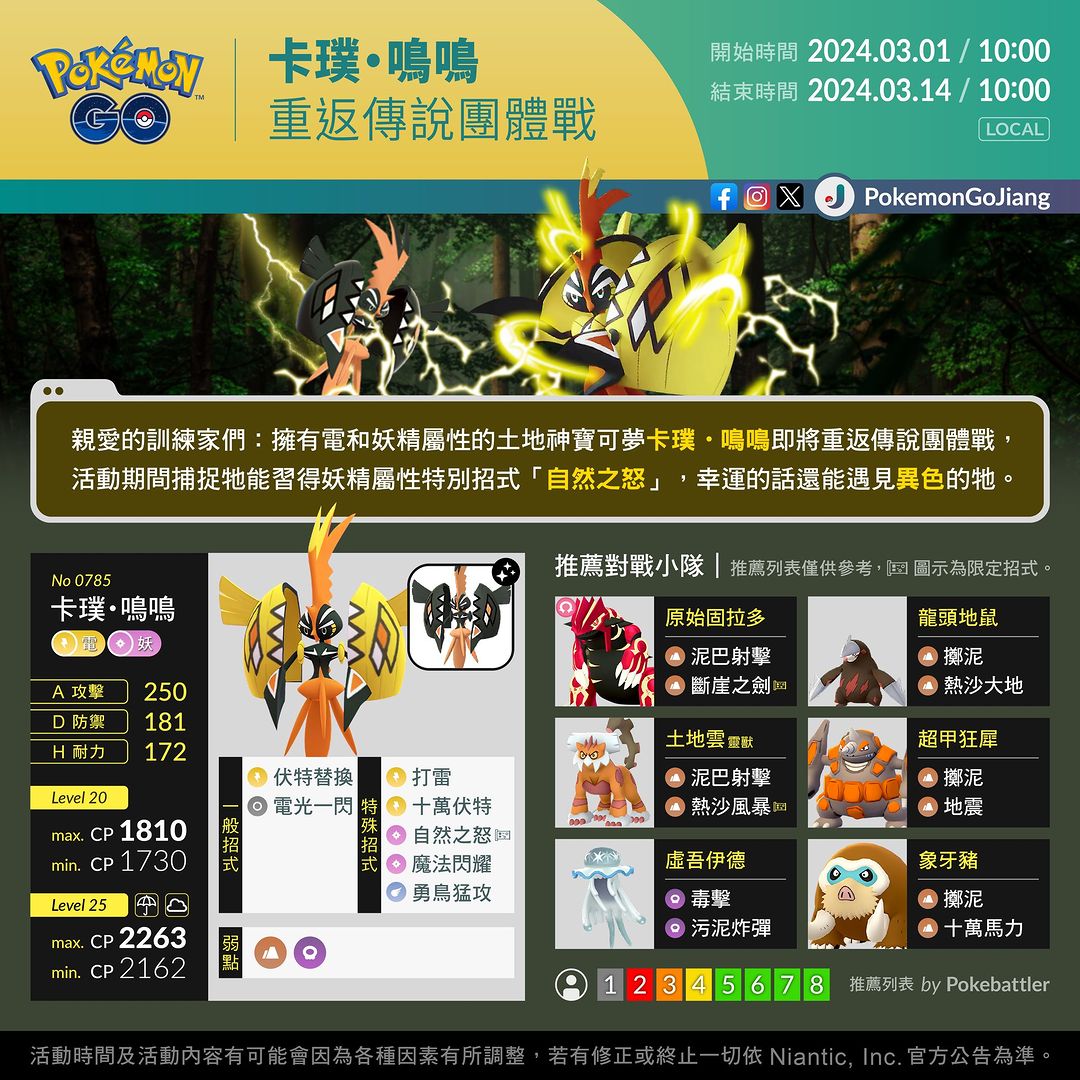 POKéMON
GO
TM
卡璞·鳴鳴
重返傳說團體戰
開始時間 2024.03.01 / 10:00
結束時間 2024.03.14 / 10:00
LOCAL
PokemonGoJiang
親愛的訓練家們：擁有電和妖精屬性的土地神寶可夢卡璞・鳴鳴即將重返傳說團體戰，
活動期間捕捉牠能習得妖精屬性特別招式「自然之怒」，幸運的話還能遇見異色的牠。
No 0785
卡璞·鳴鳴
電 妖
A 攻擊 250
D 防禦 181
H 耐力 172
Level 20
max. CP 1810
min. CP 1730
Level 25
max. CP 2263
min. CP 2162
一般招式
伏特替換
電光一閃
特殊招式
打雷
十萬伏特
自然之怒
魔法閃耀
勇鳥猛攻
弱點
推薦對戰小隊｜推薦列表僅供參考，圖示為限定招式。
原始固拉多
泥巴射擊
斷崖之劍
龍頭地鼠
擲泥
熱沙大地
土地雲 靈獸
泥巴射擊
熱沙風暴
超甲狂犀
擲泥
地震
虛吾伊德
毒擊
污泥炸彈
象牙豬
擲泥
十萬馬力
1 2 3 4 5 6 7 8
推薦列表 by Pokebattler
活動時間及活動內容有可能會因為各種因素有所調整，若有修正或終止一切依 Niantic, Inc. 官方公告為準。